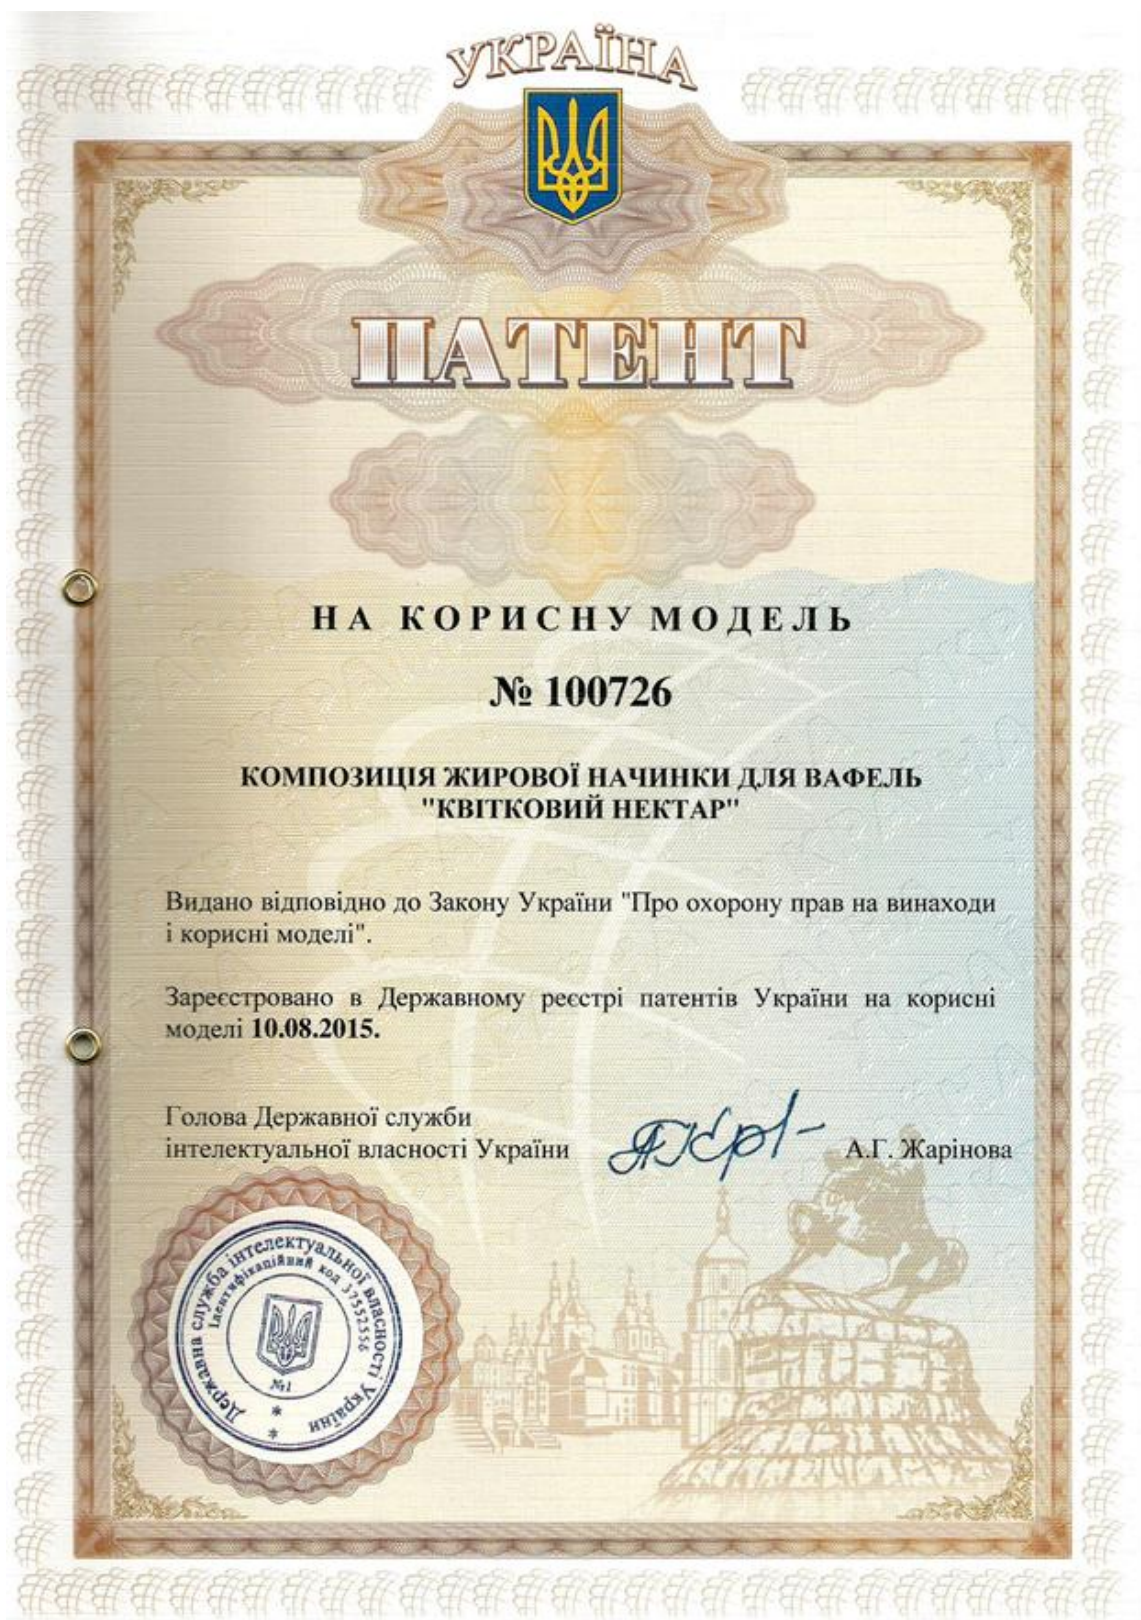 УКРАЇНА
ПАТЕНТ
НА КОРИСНУ МОДЕЛЬ
№ 100726
КОМПОЗИЦІЯ ЖИРОВОЇ НАЧИНКИ ДЛЯ ВАФЕЛЬ
"КВІТКОВИЙ НЕКТАР"
Видано відповідно до Закону України "Про охорону прав на винаходи
і корисні моделі".
Зареєстровано в Державному реєстрі патентів України на корисні
моделі 10.08.2015.
Голова Державної служби
інтелектуальної власності України
А.Г. Жарінова
Державна служба інтелектуальної власності України
Ідентифікаційний код 37552556
№1